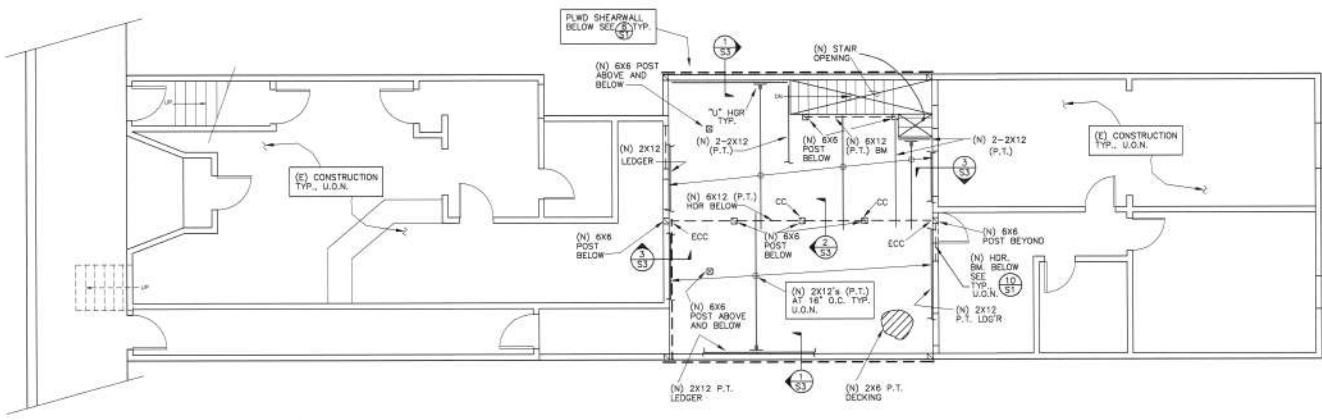 PLWD SHEARWALL
BELOW SEE 6/S1 TYP.
1
S3
(N) STAIR
OPENING
(N) 6X6 POST
ABOVE AND
BELOW
"U" HGR
TYP.
DN
UP
(N) 2-2X12
(P.T.)
(N) 6X6
POST
BELOW
(N) 6X12
(P.T.) BM
(N) 2-2X12
(P.T.)
(N) 2X12
LEDGER
(E) CONSTRUCTION
TYP., U.O.N.
(E) CONSTRUCTION
TYP., U.O.N.
3
S3
(N) 6X12 (P.T.)
HDR BELOW
CC
CC
(N) 6X6
POST
BELOW
ECC
(N) 6X6
POST
BELOW
2
S3
ECC
(N) 6X6
POST BEYOND
3
S3
(N) HDR.
BM. BELOW
SEE
TYP.
U.O.N.
10
S1
UP
(N) 6X6
POST ABOVE
AND BELOW
(N) 2X12's (P.T.)
AT 16" O.C. TYP.
U.O.N.
(N) 2X12
P.T. LDG'R
(N) 2X12 P.T.
LEDGER
1
S3
(N) 2X6 P.T.
DECKING